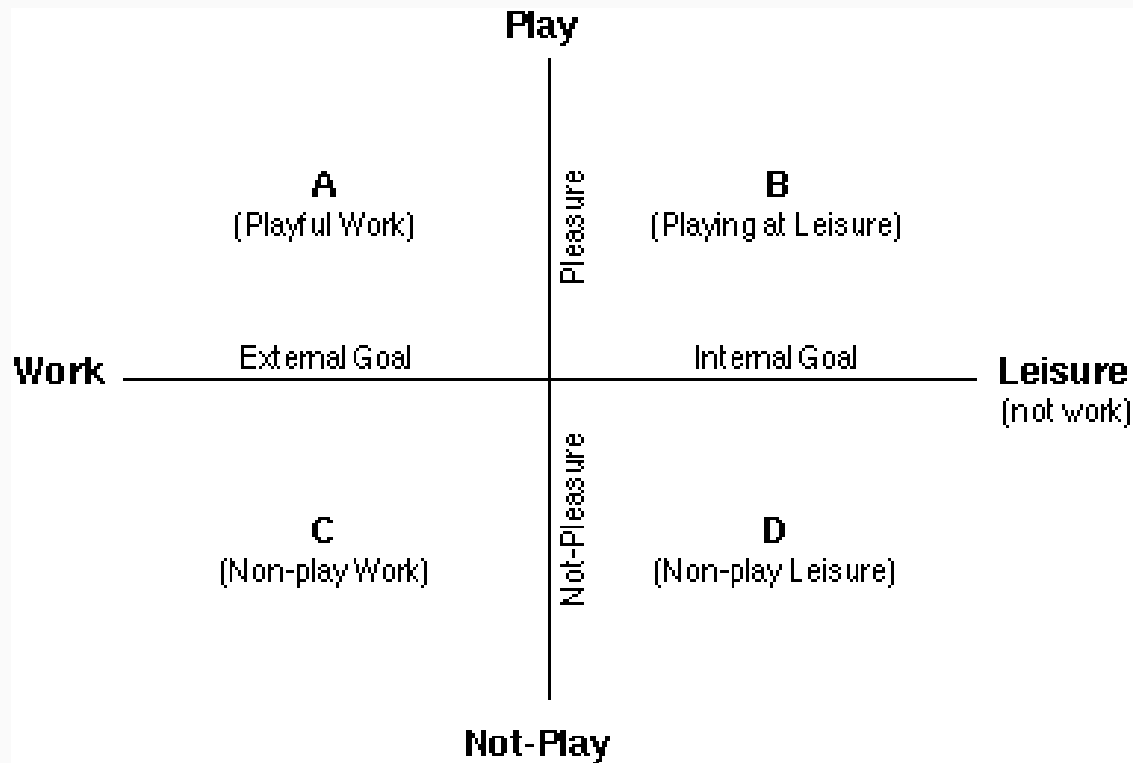 Play
A
(Playful Work)
Pleasure
B
(Playing at Leisure)
External Goal
Internal Goal
Work
Leisure
(not work)
C
(Non-play Work)
Not-Pleasure
D
(Non-play Leisure)
Not-Play